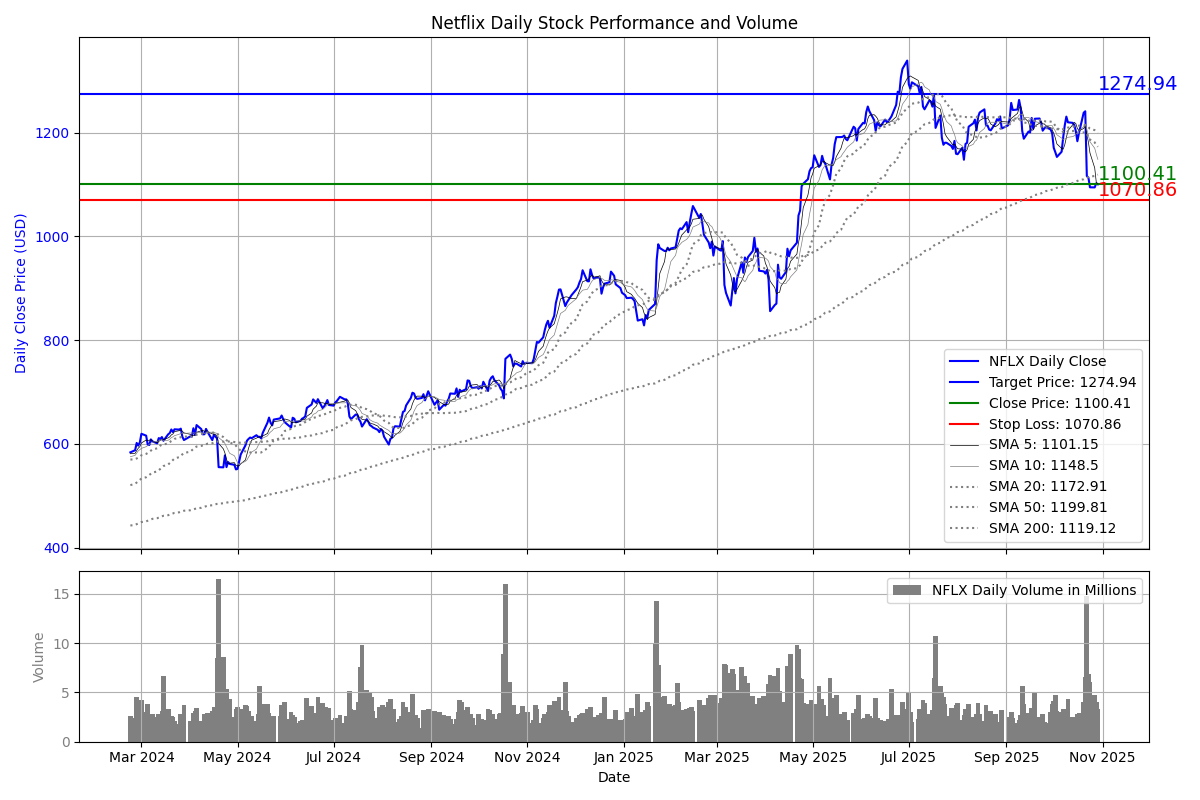 Netflix Daily Stock Performance and Volume
Daily Close Price (USD)
1200
1000
800
600
400
1274.94
1100.41
1070.86
NFLX Daily Close
Target Price: 1274.94
Close Price: 1100.41
Stop Loss: 1070.86
SMA 5: 1101.15
SMA 10: 1148.5
SMA 20: 1172.91
SMA 50: 1199.81
SMA 200: 1119.12
Volume
15
10
5
0
NFLX Daily Volume in Millions
Mar 2024 May 2024 Jul 2024 Sep 2024 Nov 2024 Jan 2025 Mar 2025 May 2025 Jul 2025 Sep 2025 Nov 2025
Date